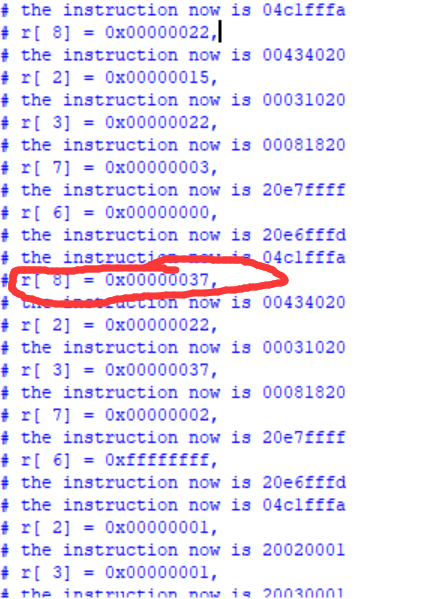 # the instruction now is 04c1fffa
# r[ 8] = 0x00000022,
# the instruction now is 00434020
# r[ 2] = 0x00000015,
# the instruction now is 00031020
# r[ 3] = 0x00000022,
# the instruction now is 00081820
# r[ 7] = 0x00000003,
# the instruction now is 20e7ffff
# r[ 6] = 0x00000000,
# the instruction now is 20e6fffd
# the instruction now is 04c1fffa
# r[ 8] = 0x00000037,
# the instruction now is 00434020
# r[ 2] = 0x00000022,
# the instruction now is 00031020
# r[ 3] = 0x00000037,
# the instruction now is 00081820
# r[ 7] = 0x00000002,
# the instruction now is 20e7ffff
# r[ 6] = 0xffffffff,
# the instruction now is 20e6fffd
# the instruction now is 04c1fffa
# r[ 2] = 0x00000001,
# the instruction now is 20020001
# r[ 3] = 0x00000001,
# the instruction now is 20030001